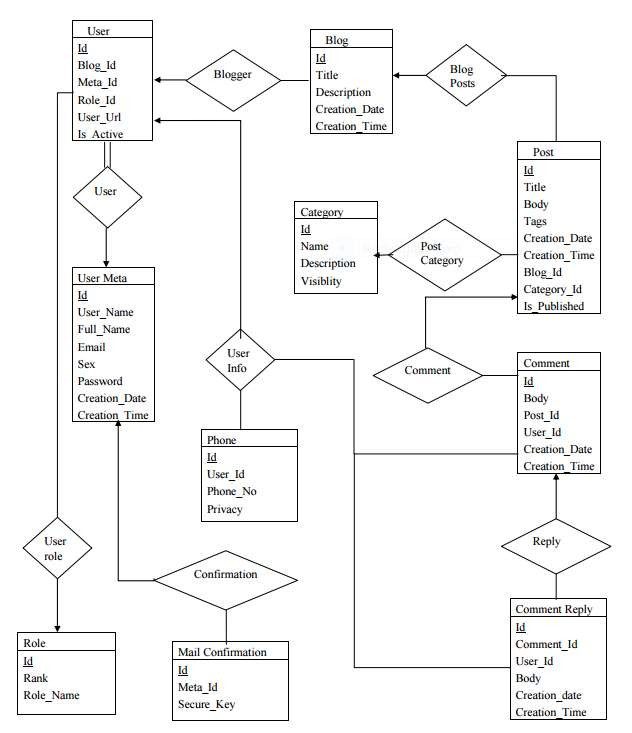 User
Id
Blog_Id
Meta_Id
Role_Id
User_Url
Is_Active
Blogger
Blog
Id
Title
Description
Creation_Date
Creation_Time
Blog
Posts
Post
Id
Title
Body
Tags
Creation_Date
Creation_Time
Blog_Id
Category_Id
Is_Published
User
Category
Id
Name
Description
Visiblity
Post
Category
User Meta
Id
User_Name
Full_Name
Email
Sex
Password
Creation_Date
Creation_Time
User
Info
Comment
Comment
Id
Body
Post_Id
User_Id
Creation_Date
Creation_Time
Phone
Id
User_Id
Phone_No
Privacy
User
role
Confirmation
Reply
Role
Id
Rank
Role_Name
Mail Confirmation
Id
Meta_Id
Secure_Key
Comment Reply
Id
Comment_Id
User_Id
Body
Creation_date
Creation_Time